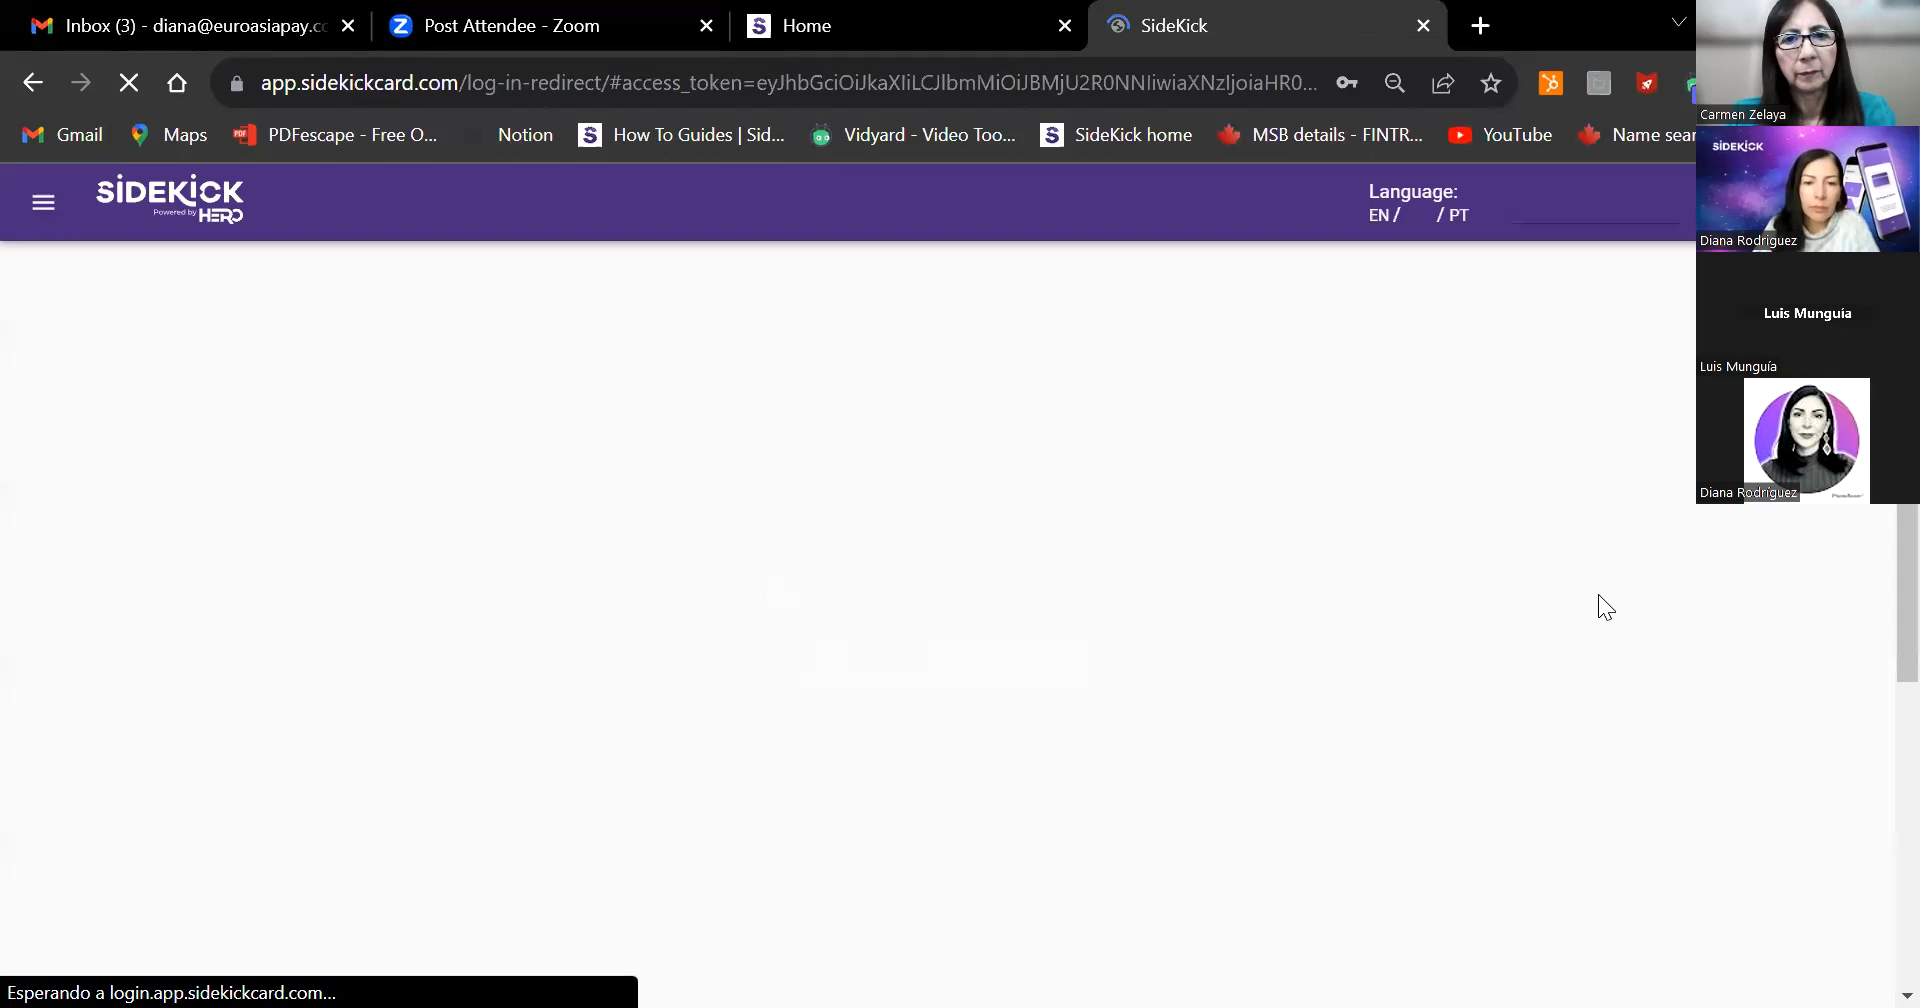 Inbox (3) - diana@euroasiapay.c
Post Attendee - Zoom
Home
SideKick
app.sidekickcard.com/log-in-redirect/#access_token=eyJhbGciOiJkaXIiLCJlbmMiOiJBMjU2R0NNIiwiaXNzIjoiaHR0...
Gmail
Maps
PDFescape - Free O...
Notion
How To Guides | Sid...
Vidyard - Video Too...
SideKick home
MSB details - FINTR...
YouTube
Name sear
SIDEKICK
Powered by HERO
Language:
EN / / PT
Carmen Zelaya
SIDEKICK
Diana Rodriguez
Luis Munguía
Luis Munguía
Diana Rodriguez
Esperando a login.app.sidekickcard.com...